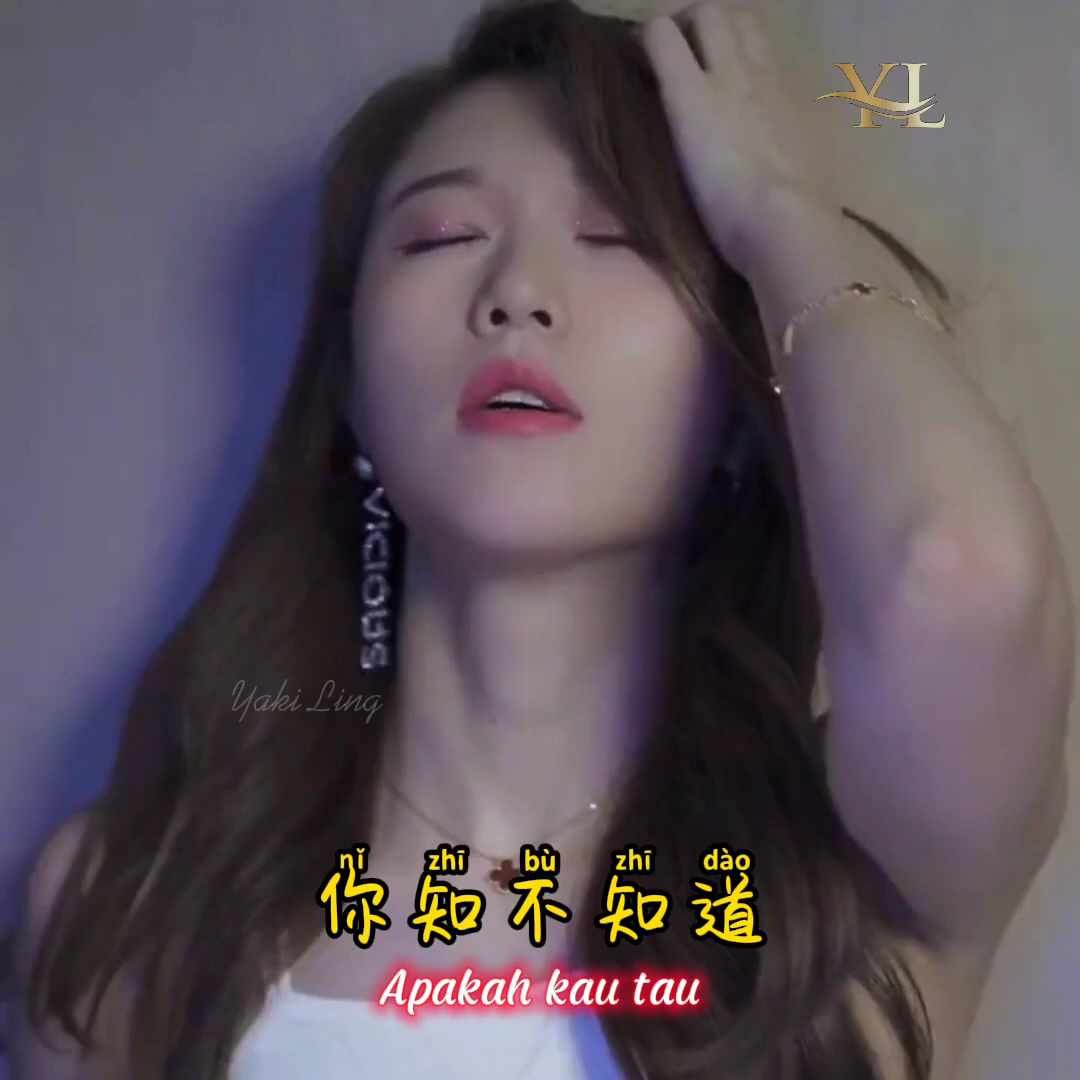 YL
VICIOUS
Yaki Ling
nǐ zhī bù zhī dào
你知不知道
Apakah kau tau